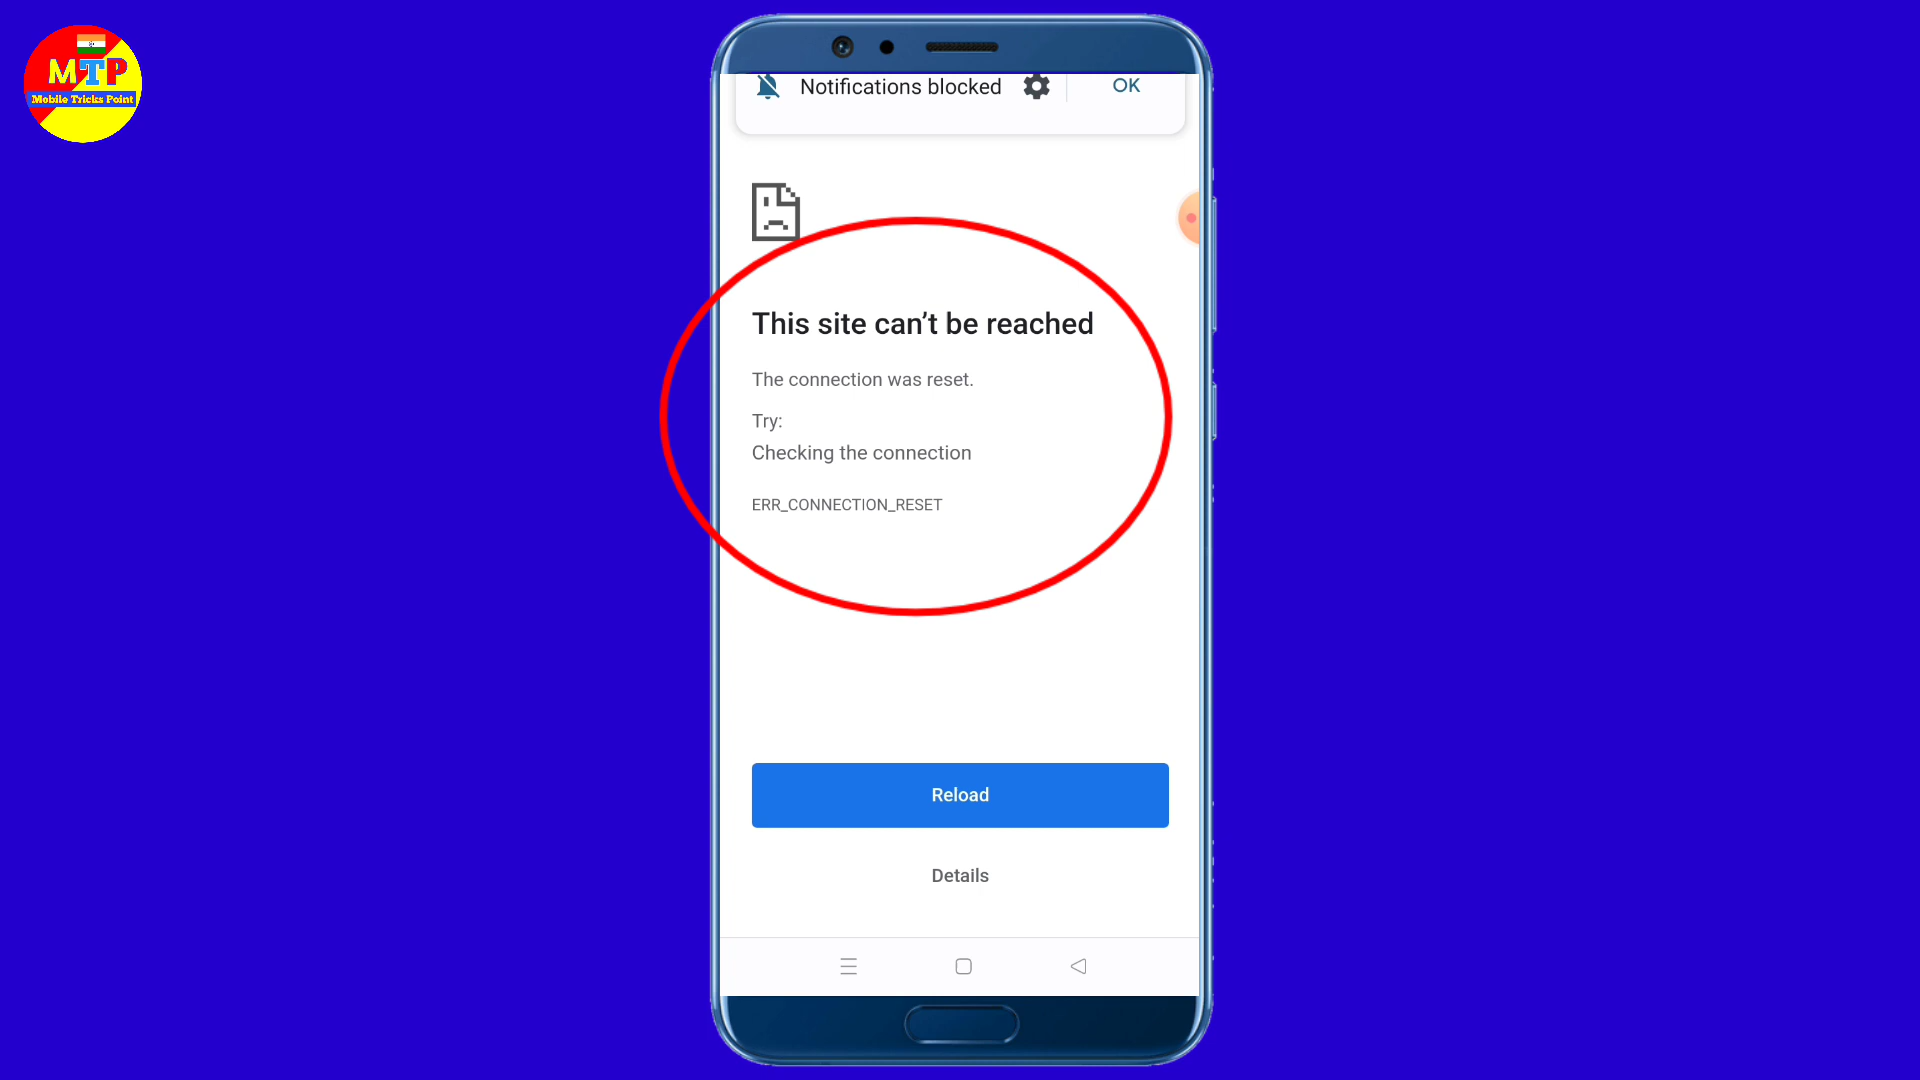 MTP
Mobile Tricks Point
Notifications blocked
OK
This site can’t be reached
The connection was reset.
Try:
Checking the connection
ERR_CONNECTION_RESET
Reload
Details